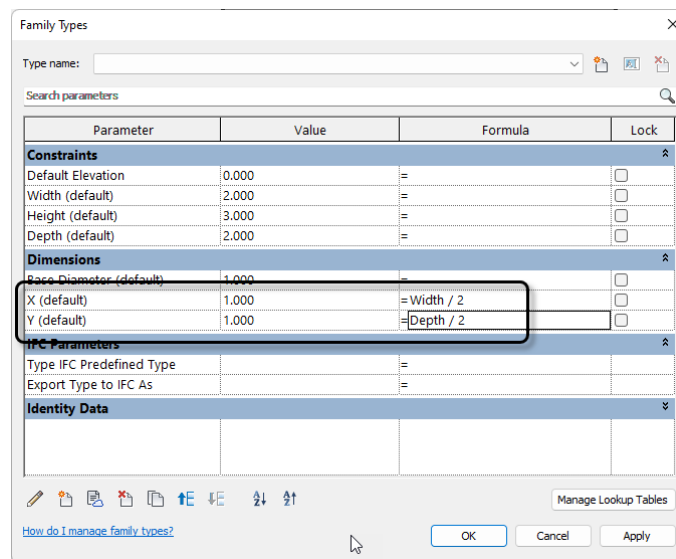 Family Types
Type name:
Search parameters
Parameter Value Formula Lock
Constraints
Default Elevation 0.000 =
Width (default) 2.000 =
Height (default) 3.000 =
Depth (default) 2.000 =
Dimensions
Base Diameter (default) 1.000 =
X (default) 1.000 =Width / 2
Y (default) 1.000 =Depth / 2
IFC Parameters
Type IFC Predefined Type =
Export Type to IFC As =
Identity Data
Manage Lookup Tables
How do I manage family types?
OK Cancel Apply